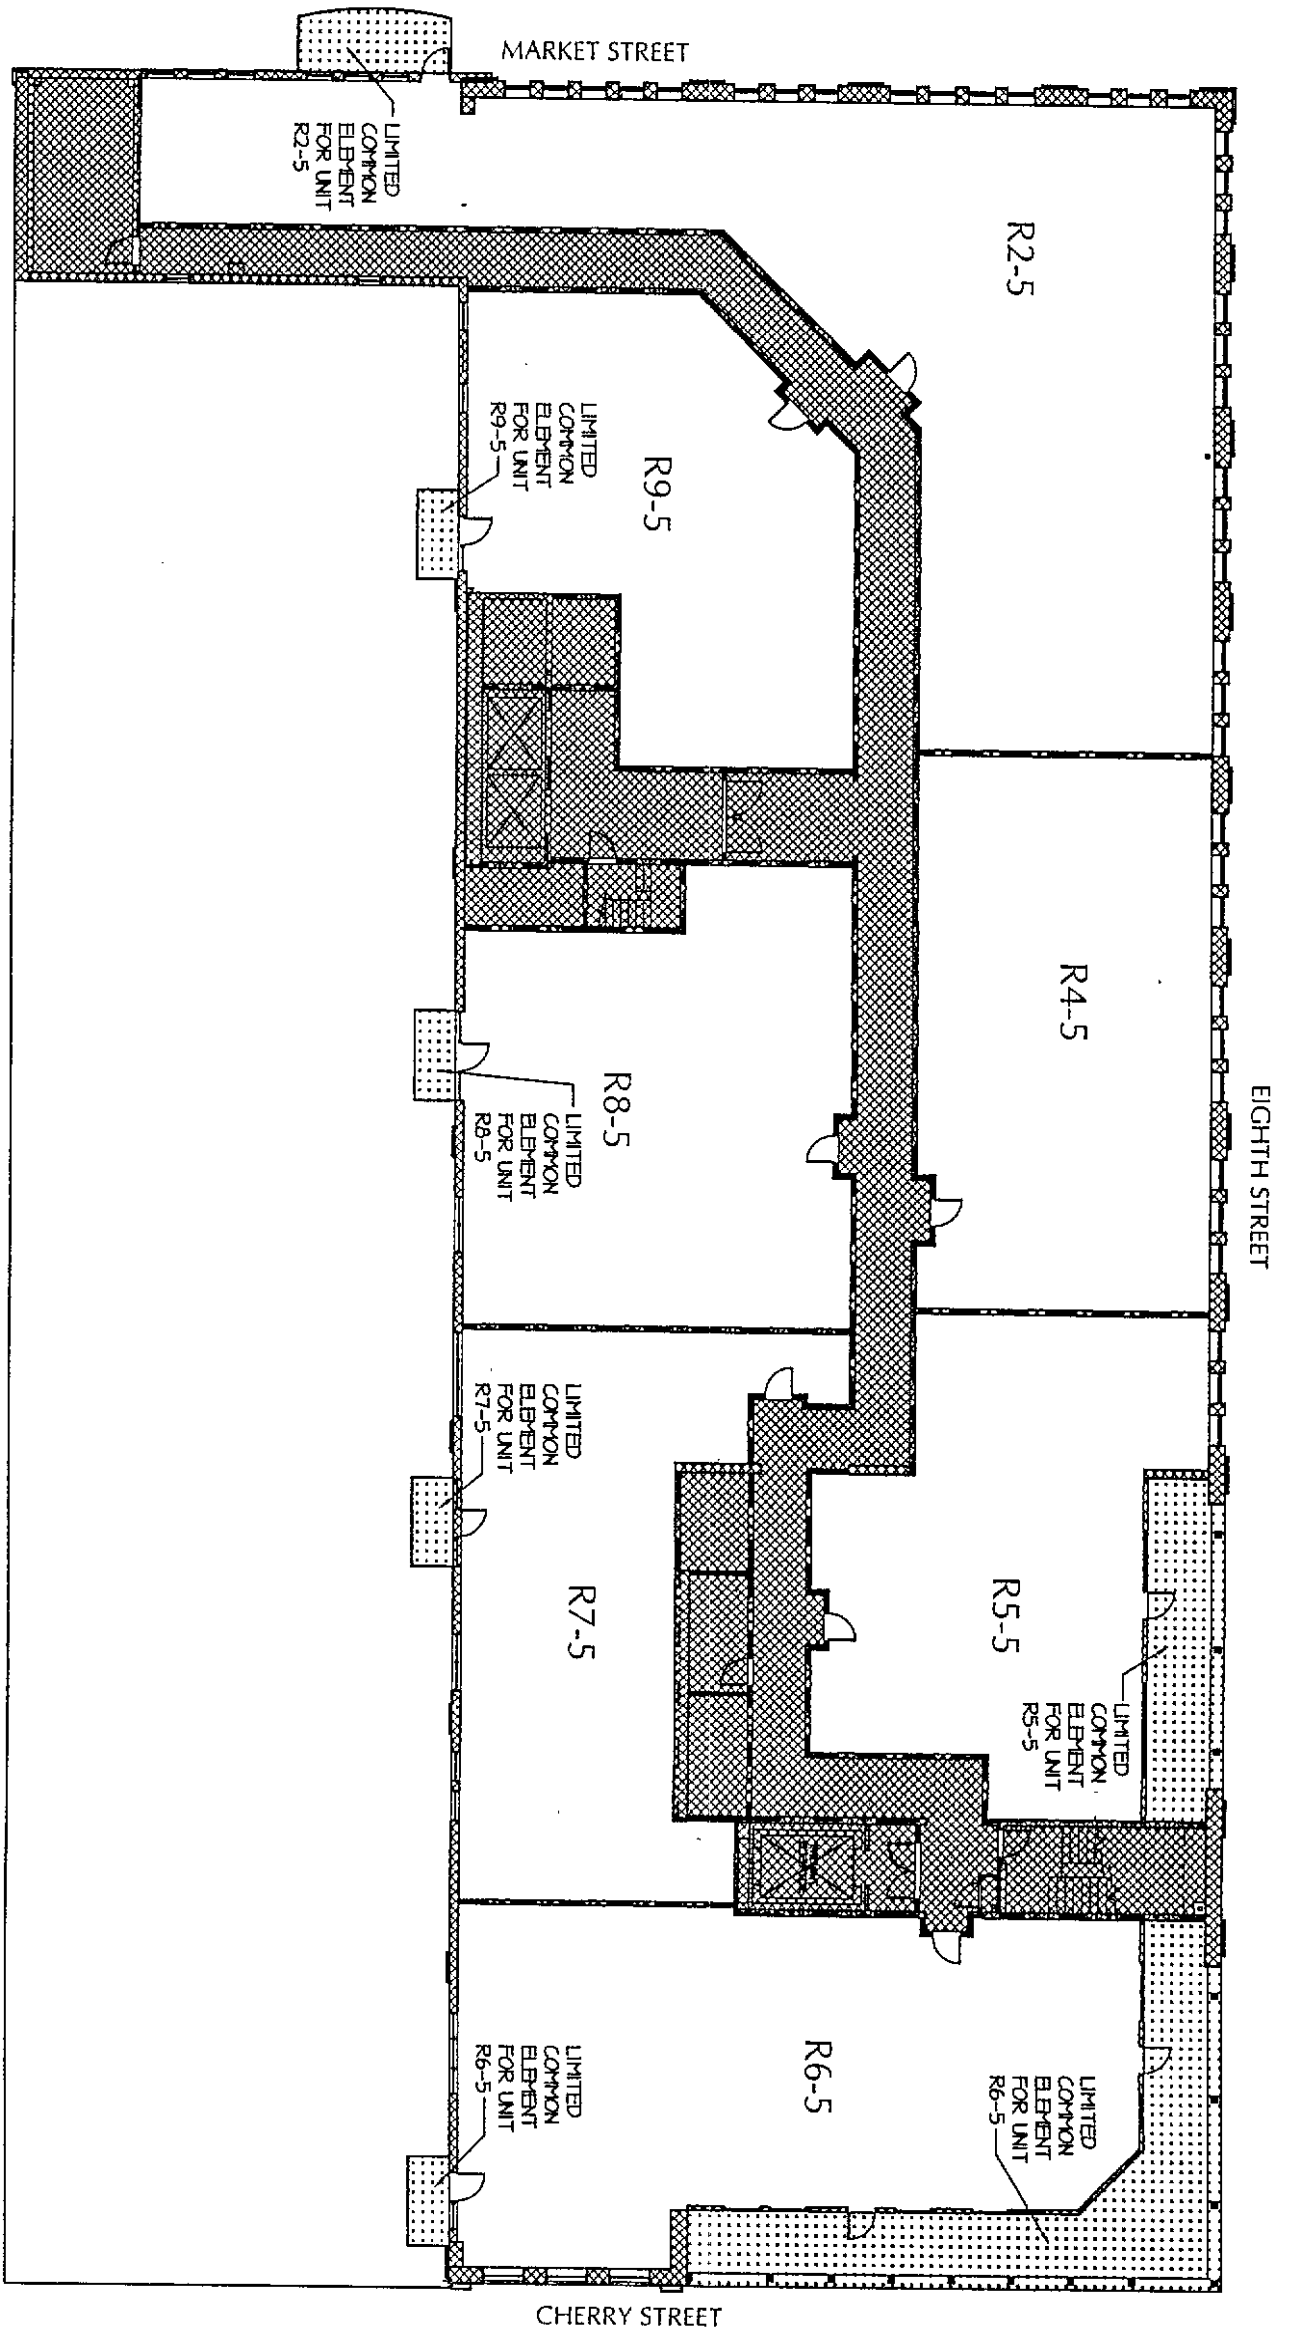 MARKET STREET
LIMITED
COMMON
ELEMENT
FOR UNIT
R2-5
R2-5
LIMITED
COMMON
ELEMENT
FOR UNIT
R9-5
R9-5
R4-5
EIGHTH STREET
R8-5
LIMITED
COMMON
ELEMENT
FOR UNIT
R8-5
LIMITED
COMMON
ELEMENT
FOR UNIT
R7-5
R7-5
R5-5
LIMITED
COMMON
ELEMENT
FOR UNIT
R5-5
R6-5
LIMITED
COMMON
ELEMENT
FOR UNIT
R6-5
LIMITED
COMMON
ELEMENT
FOR UNIT
R6-5
CHERRY STREET